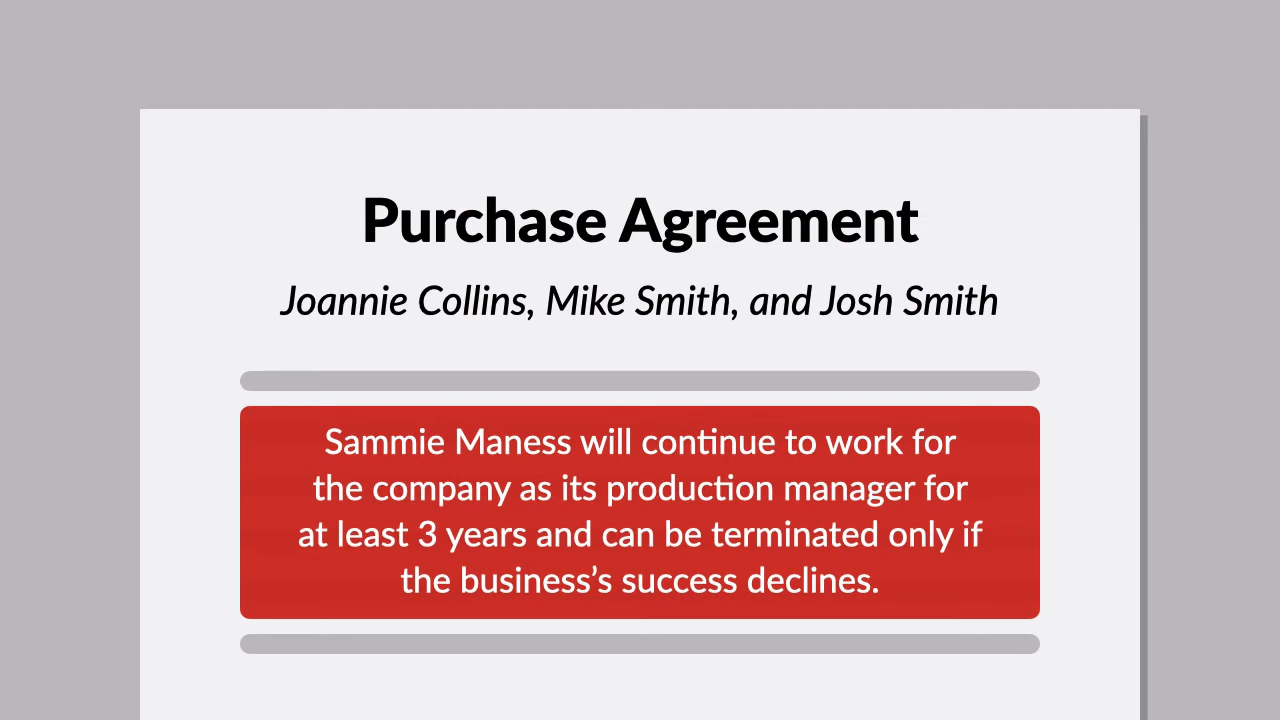 Purchase Agreement
Joannie Collins, Mike Smith, and Josh Smith
Sammie Maness will continue to work for
the company as its production manager for
at least 3 years and can be terminated only if
the business’s success declines.